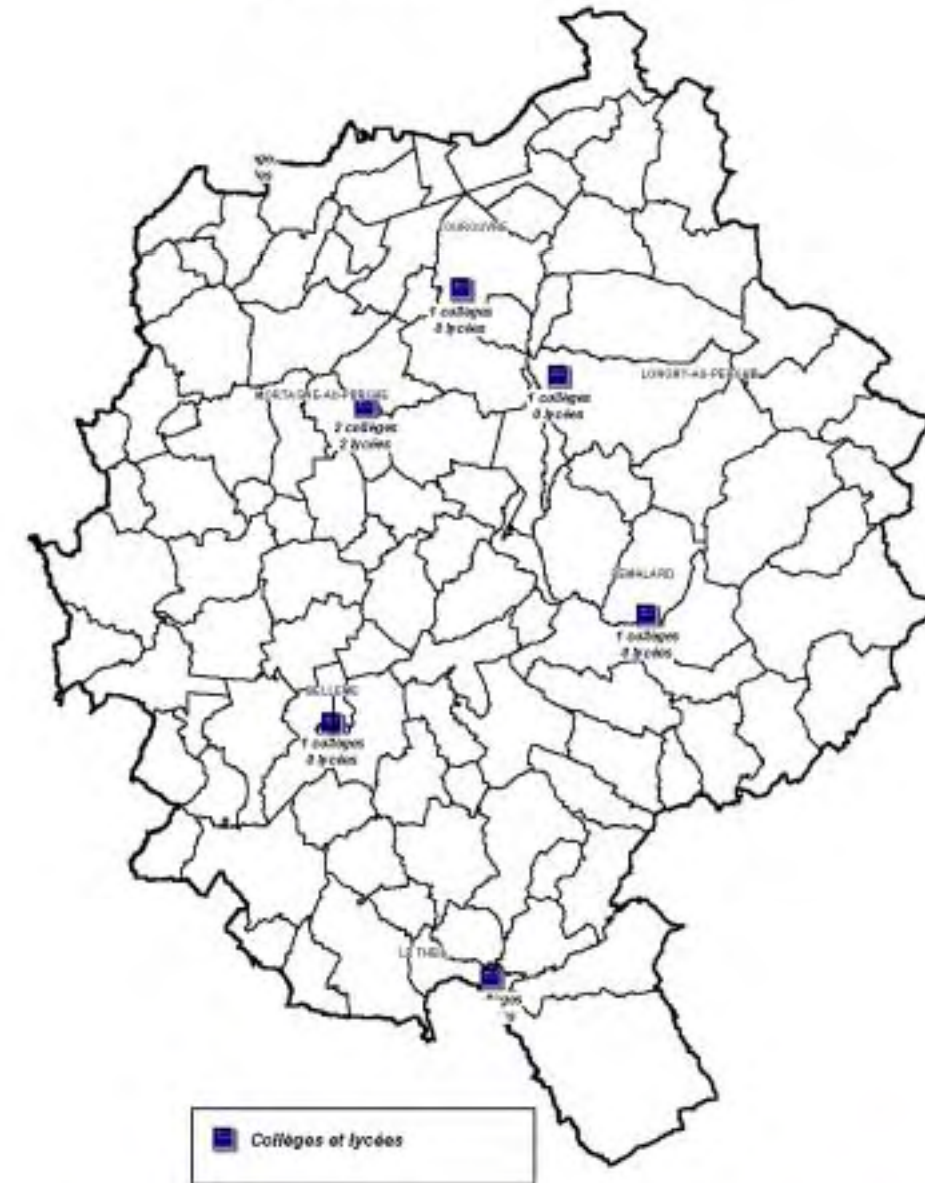 TOUROUVRE
1 collèges
0 lycées
LONGNY-AU-PERCHE
1 collèges
0 lycées
MORTAGNE-AU-PERCHE
2 collèges
2 lycées
REMALARD
1 collèges
0 lycées
BELLEME
1 collèges
0 lycées
LE THEIL
Collèges et lycées